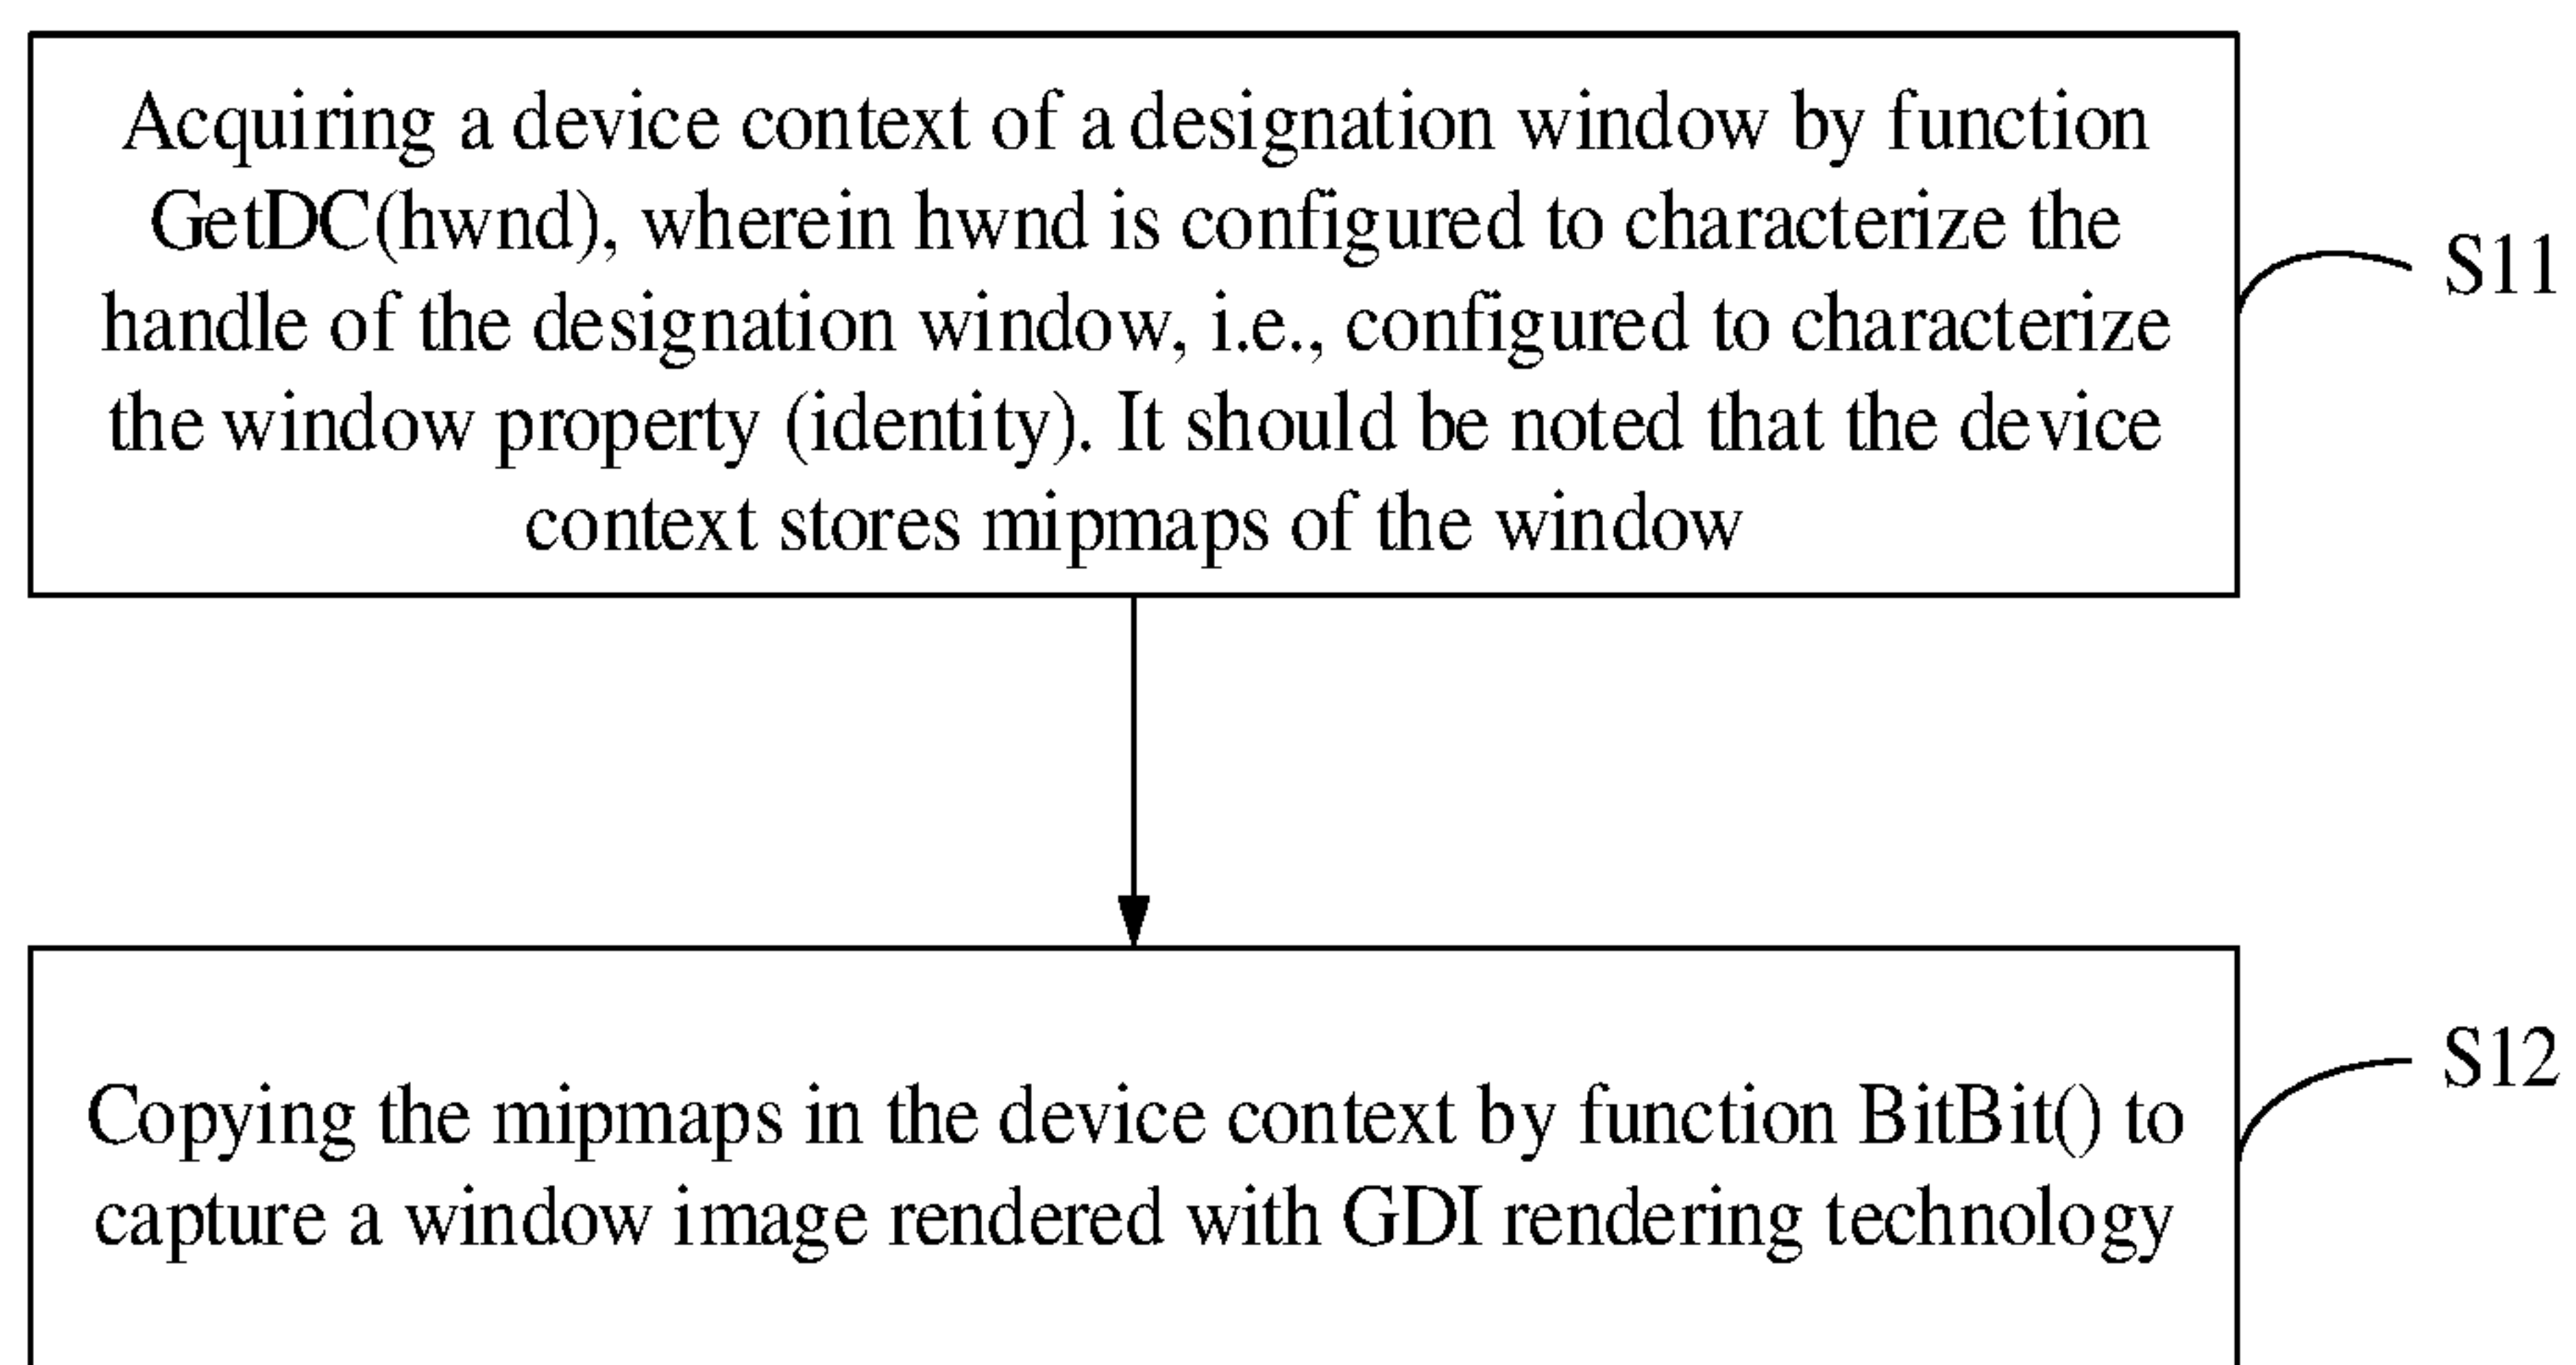 Acquiring a device context of a designation window by function
GetDC(hwnd), wherein hwnd is configured to characterize the
handle of the designation window, i.e., configured to characterize
the window property (identity). It should be noted that the device
context stores mipmaps of the window
S11
Copying the mipmaps in the device context by function BitBit() to
capture a window image rendered with GDI rendering technology
S12